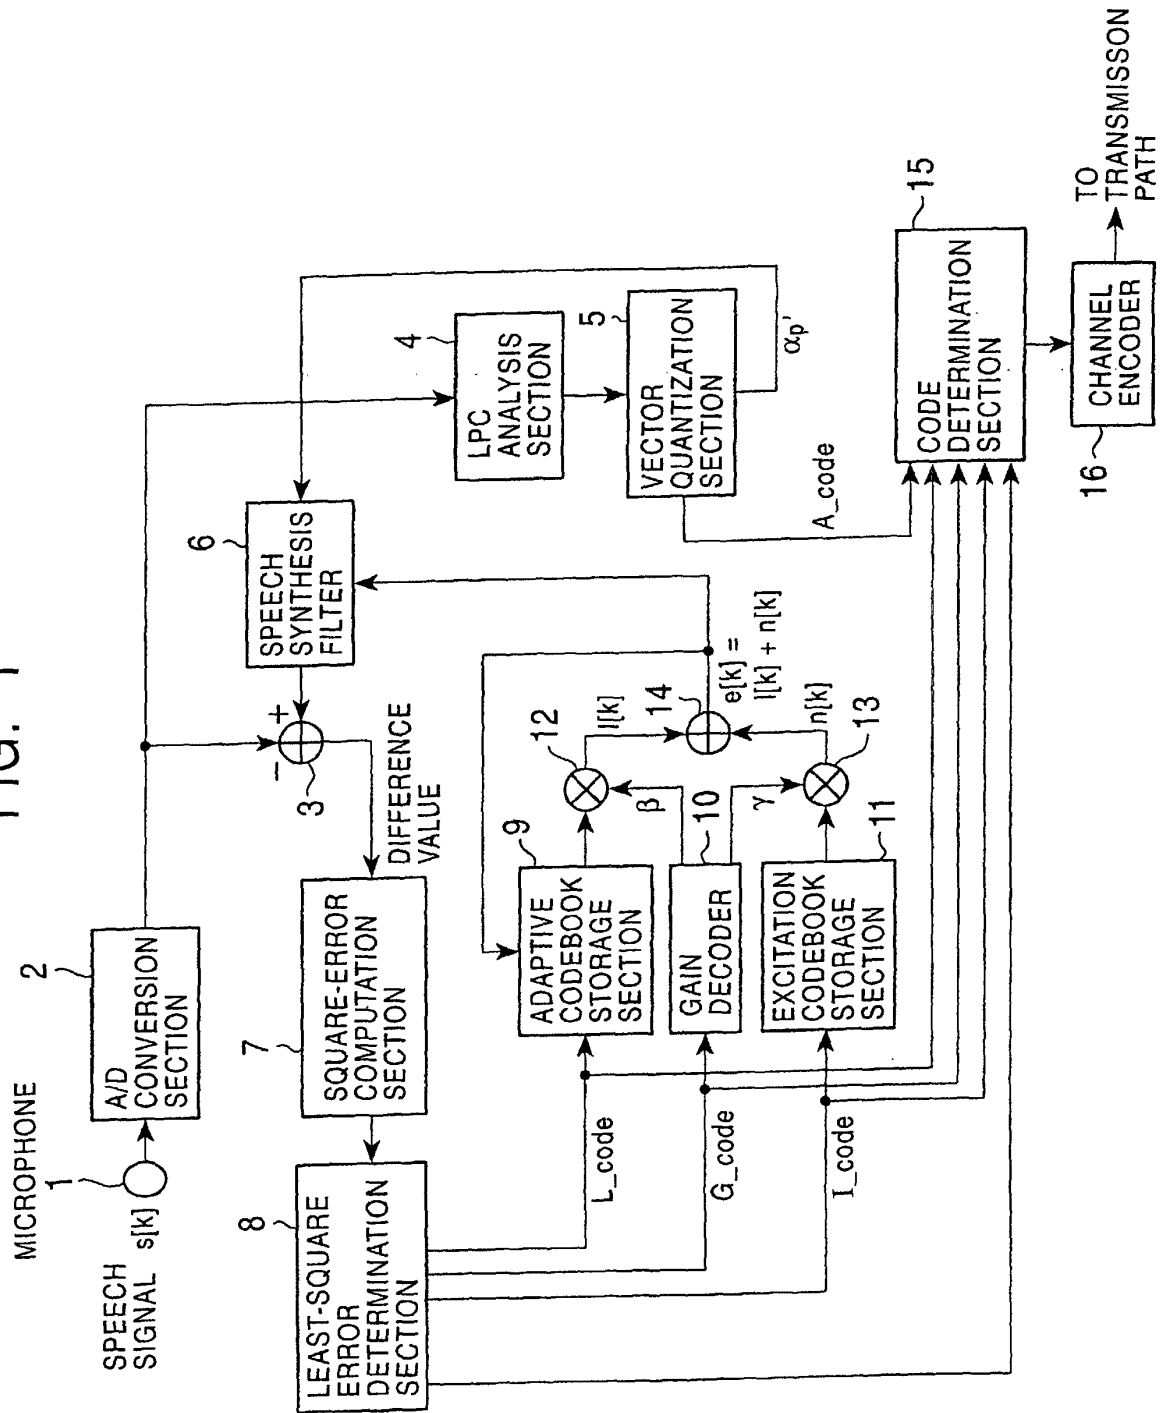 FIG. 1
MICROPHONE
1
SPEECH
SIGNAL s[k]
2
A/D
CONVERSION
SECTION
3
− +
DIFFERENCE
VALUE
4
LPC
ANALYSIS
SECTION
5
VECTOR
QUANTIZATION
SECTION
αp'
A_code
6
SPEECH
SYNTHESIS
FILTER
7
SQUARE-ERROR
COMPUTATION
SECTION
8
LEAST-SQUARE
ERROR
DETERMINATION
SECTION
L_code
G_code
I_code
9
ADAPTIVE
CODEBOOK
STORAGE
SECTION
10
GAIN
DECODER
11
EXCITATION
CODEBOOK
STORAGE
SECTION
β
γ
12
l[k]
13
n[k]
14
e[k] =
l[k] + n[k]
15
CODE
DETERMINATION
SECTION
16
CHANNEL
ENCODER
TO
TRANSMISSON
PATH